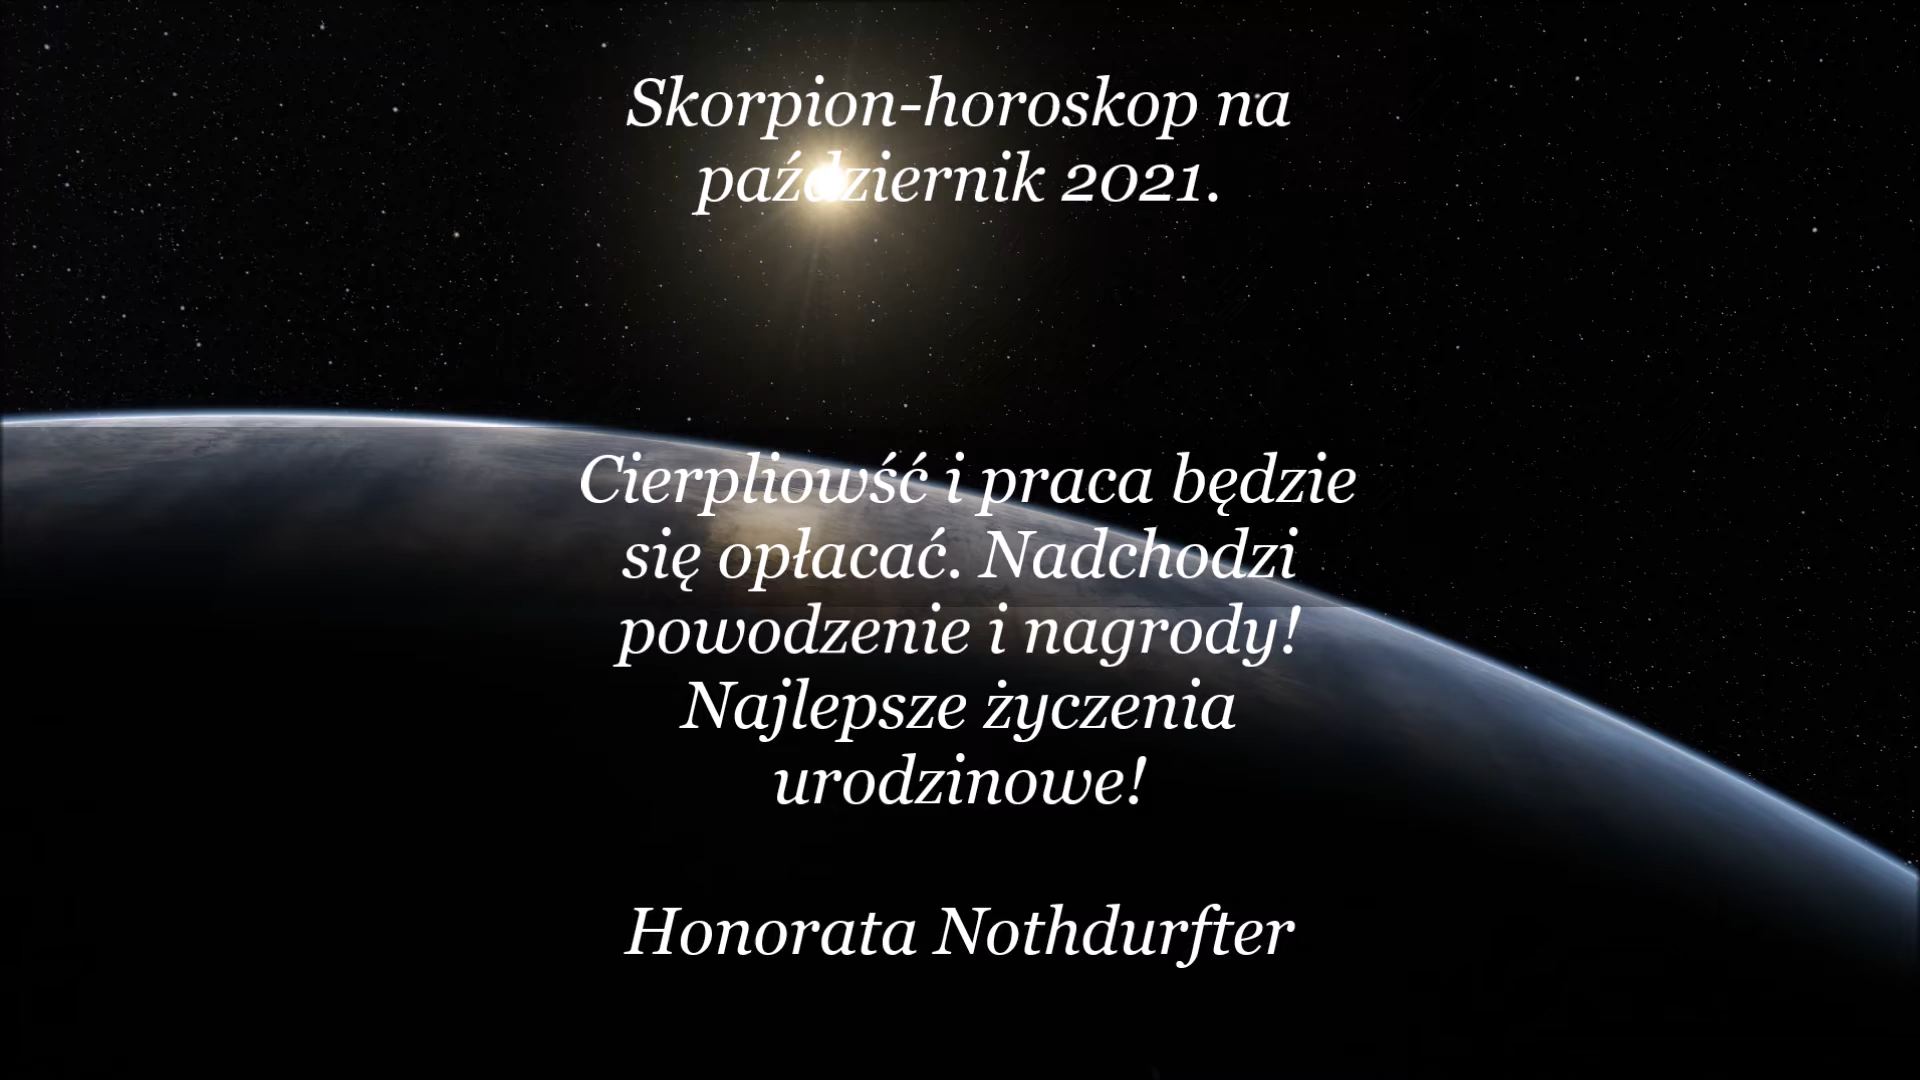 Skorpion-horoskop na
październik 2021.
Cierpliowść i praca będzie
się opłacać. Nadchodzi
powodzenie i nagrody!
Najlepsze życzenia
urodzinowe!
Honorata Nothdurfter